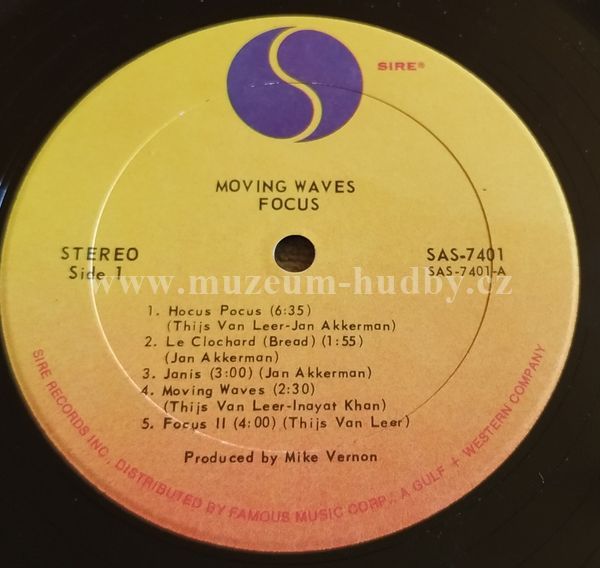 SIRE®
MOVING WAVES
FOCUS
STEREO
Side 1
SAS-7401
SAS-7401-A
www.muzeum-hudby.cz
1. Hocus Pocus (6:35)
(Thijs Van Leer-Jan Akkerman)
2. Le Clochard (Bread) (1:55)
(Jan Akkerman)
3. Janis (3:00) (Jan Akkerman)
4. Moving Waves (2:30)
(Thijs Van Leer-Inayat Khan)
5. Focus II (4:00) (Thijs Van Leer)
Produced by Mike Vernon
SIRE RECORDS INC., DISTRIBUTED BY FAMOUS MUSIC CORP., A GULF + WESTERN COMPANY